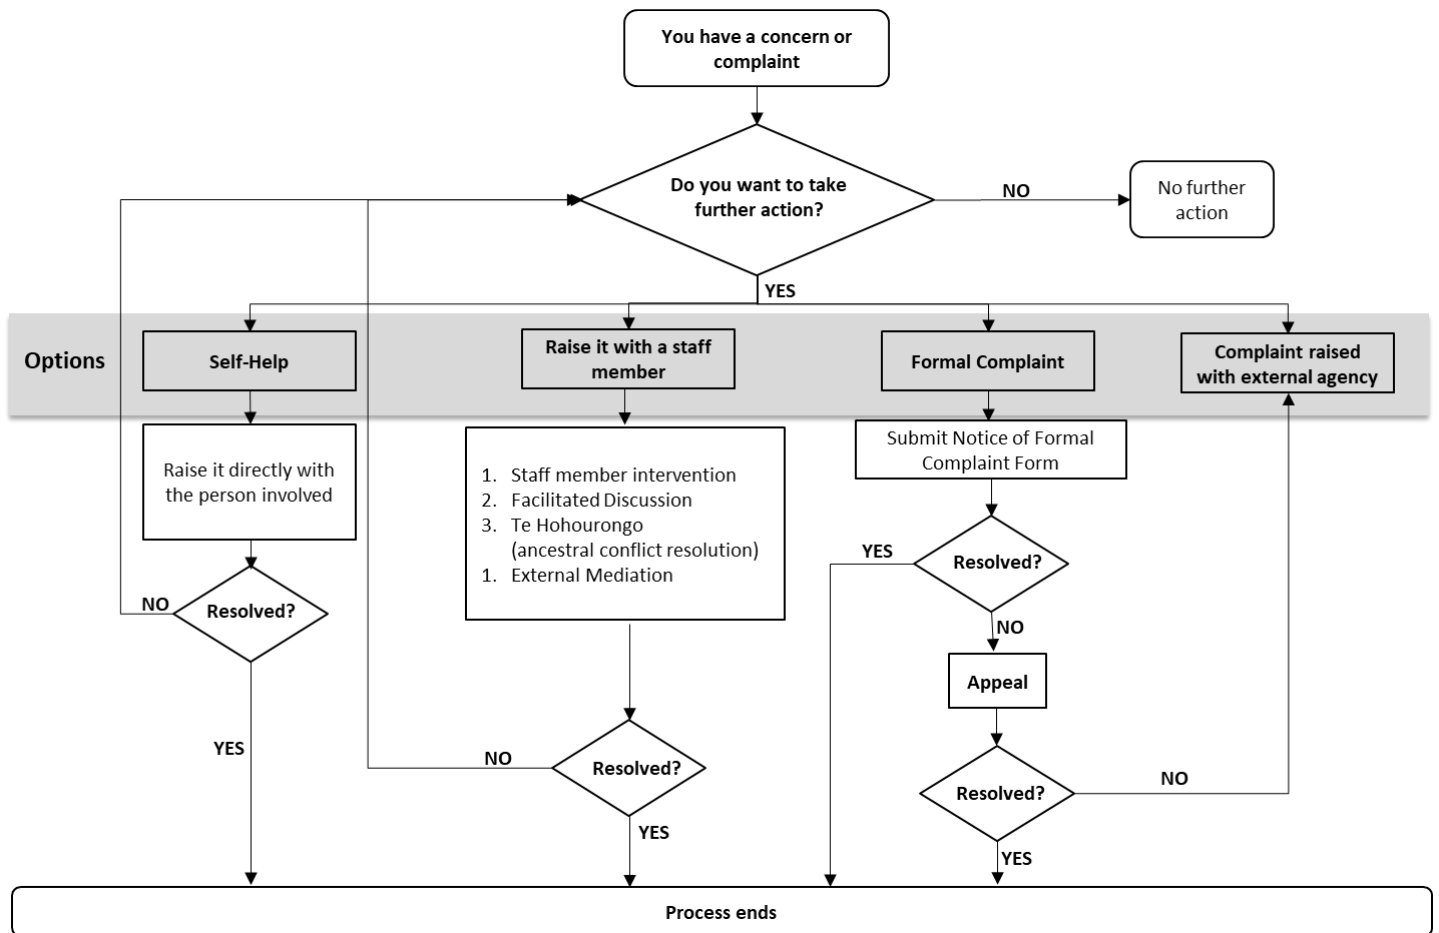 You have a concern or
complaint
Do you want to take
further action?
NO
No further
action
YES
Options
Self-Help
Raise it with a staff
member
Formal Complaint
Complaint raised
with external agency
Raise it directly with
the person involved
1. Staff member intervention
2. Facilitated Discussion
3. Te Hohourongo
(ancestral conflict resolution)
1. External Mediation
Submit Notice of Formal
Complaint Form
YES
Resolved?
NO
NO
Resolved?
Appeal
YES
NO
Resolved?
NO
Resolved?
YES
YES
Process ends